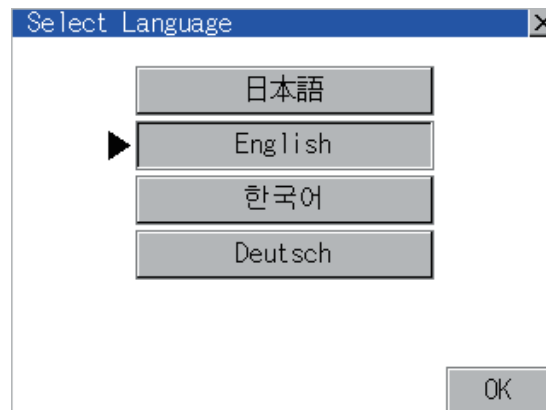 Select Language
日本語
English
한국어
Deutsch
OK